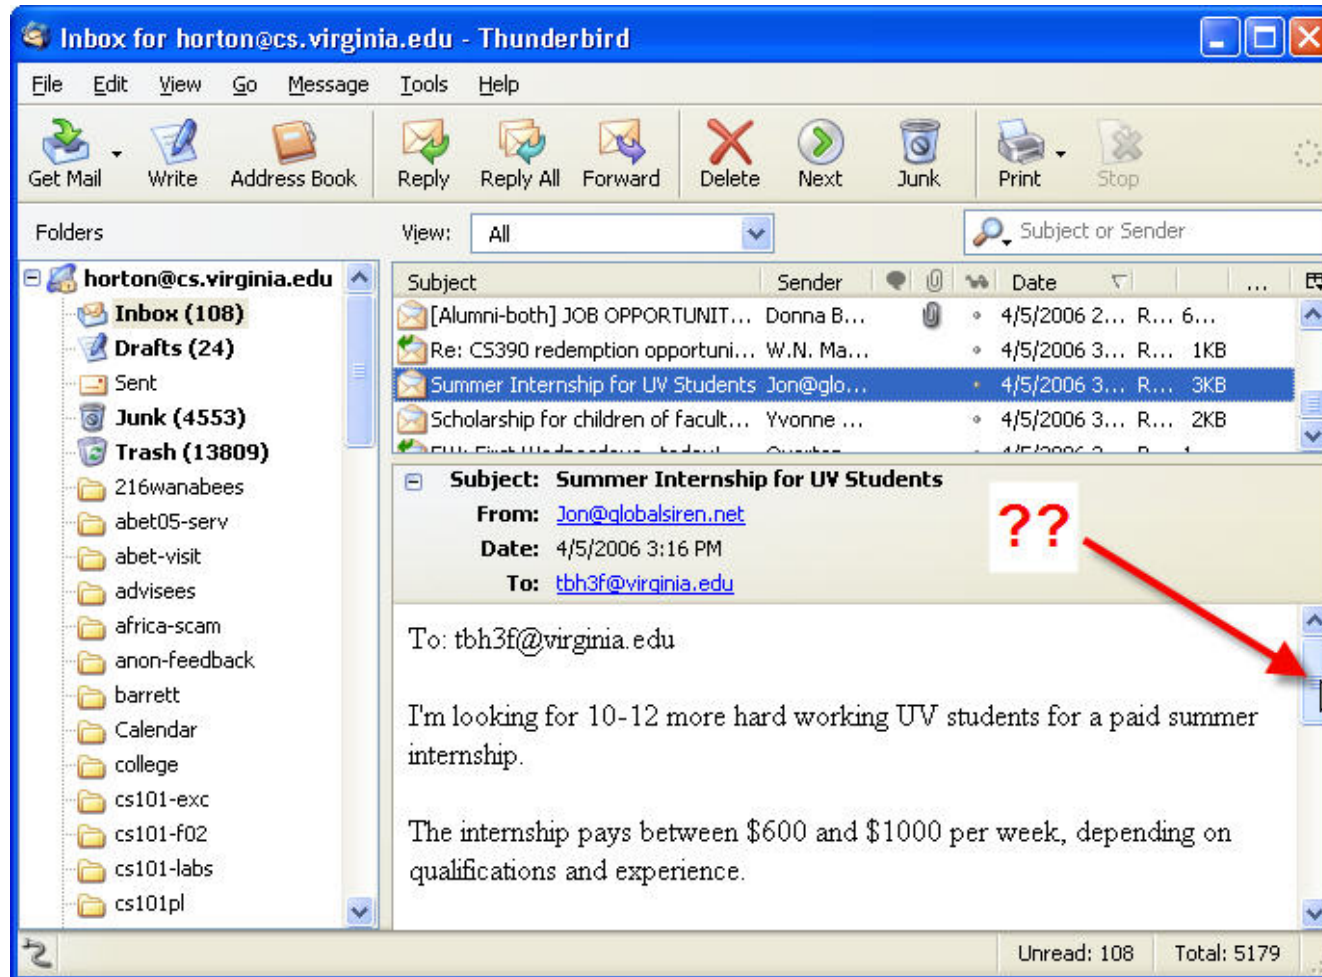 Inbox for horton@cs.virginia.edu - Thunderbird
File Edit View Go Message Tools Help
Get Mail Write Address Book Reply Reply All Forward Delete Next Junk Print Stop
Folders View: All Subject or Sender
horton@cs.virginia.edu
Inbox (108)
Drafts (24)
Sent
Junk (4553)
Trash (13809)
216wanabees
abet05-serv
abet-visit
advisees
africa-scam
anon-feedback
barrett
Calendar
college
cs101-exc
cs101-f02
cs101-labs
cs101pl
Subject Sender Date ...
[Alumni-both] JOB OPPORTUNIT... Donna B... 4/5/2006 2... R... 6...
Re: CS390 redemption opportuni... W.N. Ma... 4/5/2006 3... R... 1KB
Summer Internship for UV Students Jon@glo... 4/5/2006 3... R... 3KB
Scholarship for children of facult... Yvonne ... 4/5/2006 3... R... 2KB
Subject: Summer Internship for UV Students
From: Jon@globalsiren.net
Date: 4/5/2006 3:16 PM
To: tbh3f@virginia.edu
??
To: tbh3f@virginia.edu
I'm looking for 10-12 more hard working UV students for a paid summer
internship.
The internship pays between $600 and $1000 per week, depending on
qualifications and experience.
Unread: 108 Total: 5179